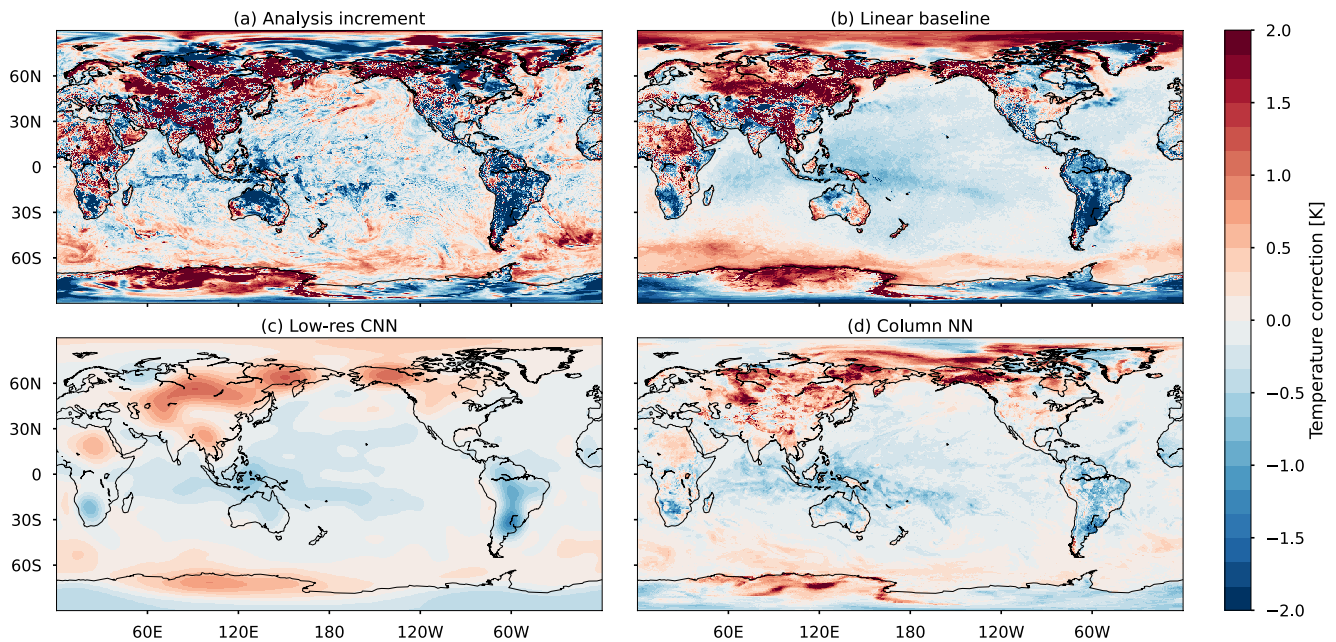 (a) Analysis increment
(b) Linear baseline
60N
30N
0
30S
60S
(c) Low-res CNN
(d) Column NN
60N
30N
0
30S
60S
60E 120E 180 120W 60W
60E 120E 180 120W 60W
2.0
1.5
1.0
0.5
0.0
−0.5
−1.0
−1.5
−2.0
Temperature correction [K]